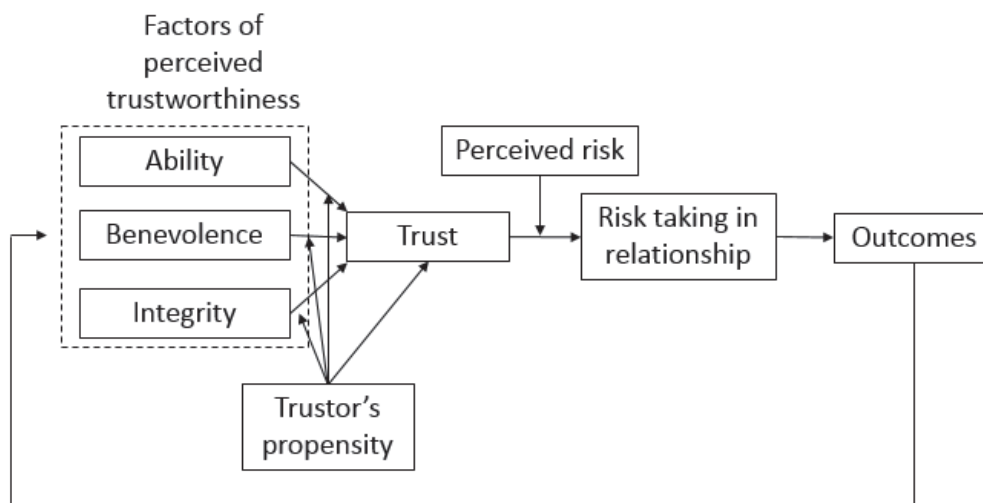 Factors of
perceived
trustworthiness
Ability
Benevolence
Integrity
Perceived risk
Trust
Risk taking in
relationship
Outcomes
Trustor’s
propensity